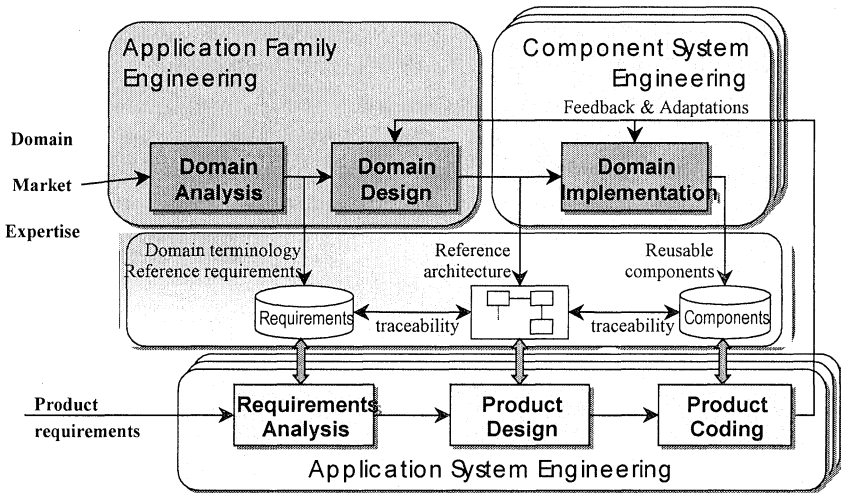 Application Family
Engineering
Component System
Engineering
Feedback & Adaptations
Domain
Market
Expertise
Domain
Analysis
Domain
Design
Domain
Implementation
Domain terminology
Reference requirements
Reference
architecture
Reusable
components
Requirements
traceability
traceability
Components
Product
requirements
Requirements
Analysis
Product
Design
Product
Coding
Application System Engineering